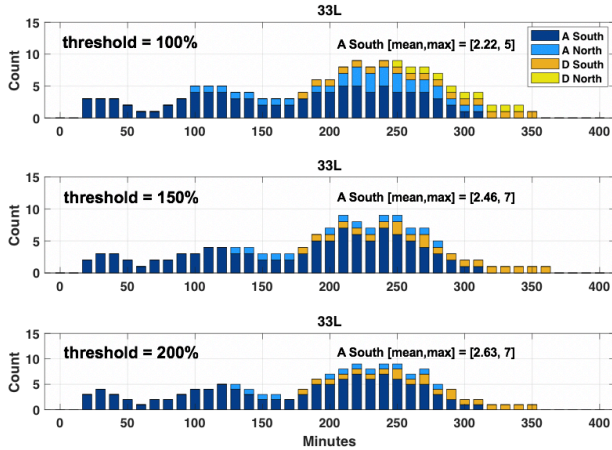 33L
15
10
5
0
Count
threshold = 100%
A South [mean,max] = [2.22, 5]
A South
A North
D South
D North
0 50 100 150 200 250 300 350 400
33L
15
10
5
0
Count
threshold = 150%
A South [mean,max] = [2.46, 7]
0 50 100 150 200 250 300 350 400
33L
15
10
5
0
Count
threshold = 200%
A South [mean,max] = [2.63, 7]
0 50 100 150 200 250 300 350 400
Minutes